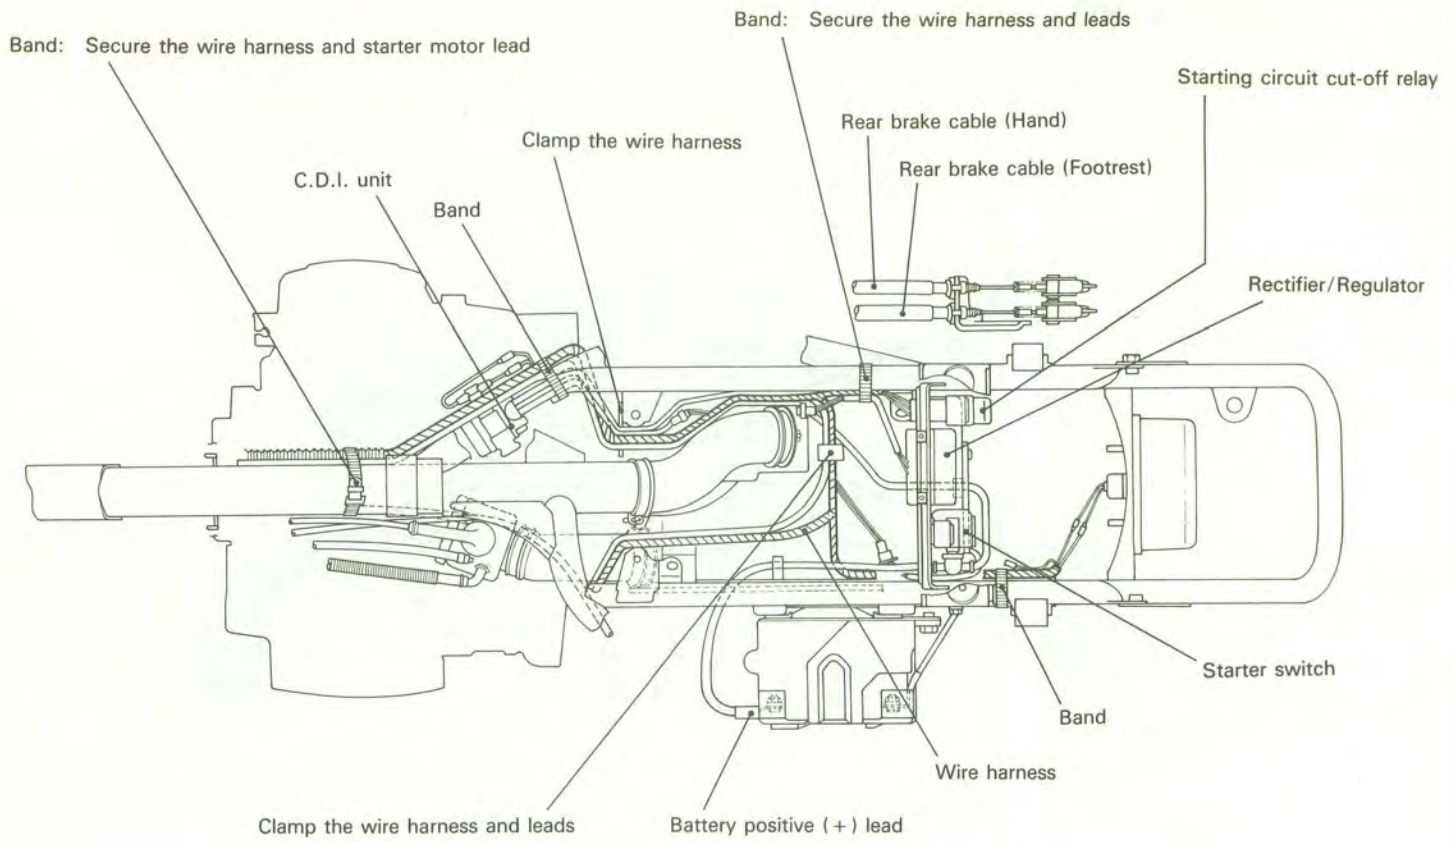 Band: Secure the wire harness and leads
Band: Secure the wire harness and starter motor lead
Starting circuit cut-off relay
Rear brake cable (Hand)
Clamp the wire harness
Rear brake cable (Footrest)
C.D.I. unit
Band
Rectifier/Regulator
Starter switch
Band
Wire harness
Clamp the wire harness and leads
Battery positive (+) lead